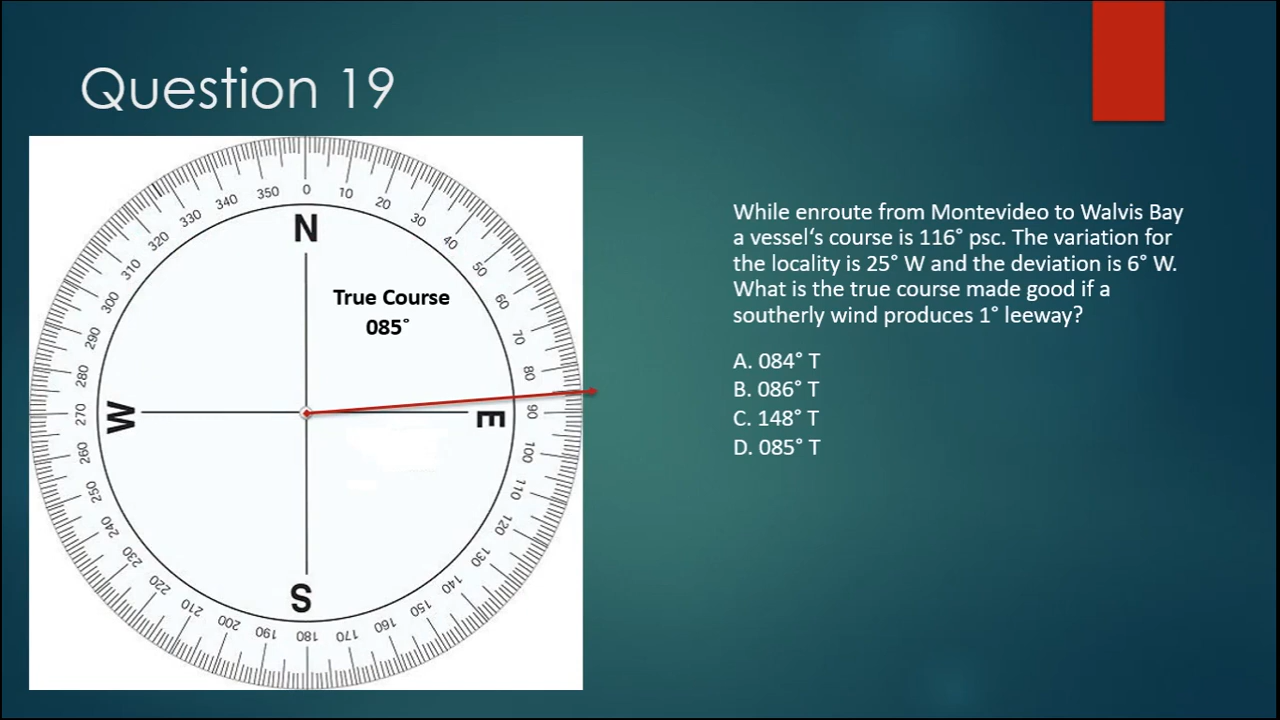 Question 19
350 0 10
340 20
330 30
320 40
310 50
300 60
290 70
280 80
270 90
260 100
250 110
240 120
230 130
220 140
210 150
200 160
190 180 170
N
W
E
S
True Course
085°
While enroute from Montevideo to Walvis Bay
a vessel‘s course is 116° psc. The variation for
the locality is 25° W and the deviation is 6° W.
What is the true course made good if a
southerly wind produces 1° leeway?
A. 084° T
B. 086° T
C. 148° T
D. 085° T